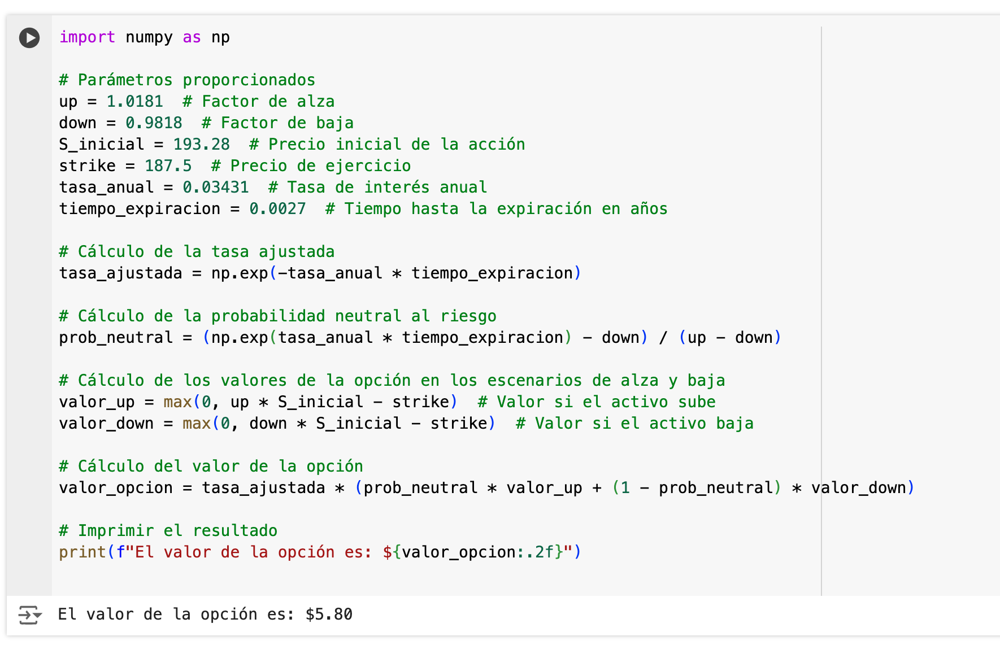 import numpy as np
# Parámetros proporcionados
up = 1.0181  # Factor de alza
down = 0.9818  # Factor de baja
S_inicial = 193.28  # Precio inicial de la acción
strike = 187.5  # Precio de ejercicio
tasa_anual = 0.03431  # Tasa de interés anual
tiempo_expiracion = 0.0027  # Tiempo hasta la expiración en años
# Cálculo de la tasa ajustada
tasa_ajustada = np.exp(-tasa_anual * tiempo_expiracion)
# Cálculo de la probabilidad neutral al riesgo
prob_neutral = (np.exp(tasa_anual * tiempo_expiracion) - down) / (up - down)
# Cálculo de los valores de la opción en los escenarios de alza y baja
valor_up = max(0, up * S_inicial - strike)  # Valor si el activo sube
valor_down = max(0, down * S_inicial - strike)  # Valor si el activo baja
# Cálculo del valor de la opción
valor_opcion = tasa_ajustada * (prob_neutral * valor_up + (1 - prob_neutral) * valor_down)
# Imprimir el resultado
print(f"El valor de la opción es: ${valor_opcion:.2f}")
El valor de la opción es: $5.80